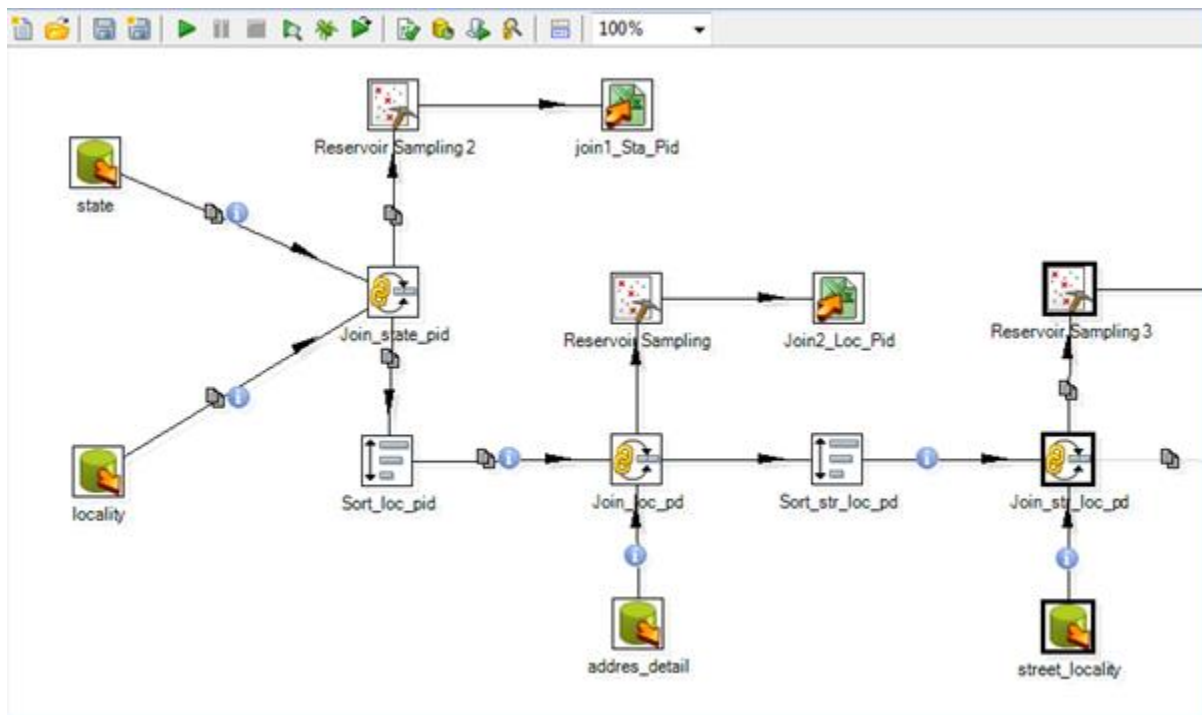 100%
Reservoir Sampling 2
join1_Sta_Pid
state
Join_state_pid
Reservoir Sampling
Join2_Loc_Pid
Reservoir Sampling 3
locality
Sort_loc_pid
Join_loc_pd
Sort_str_loc_pd
Join_str_loc_pd
addres_detail
street_locality